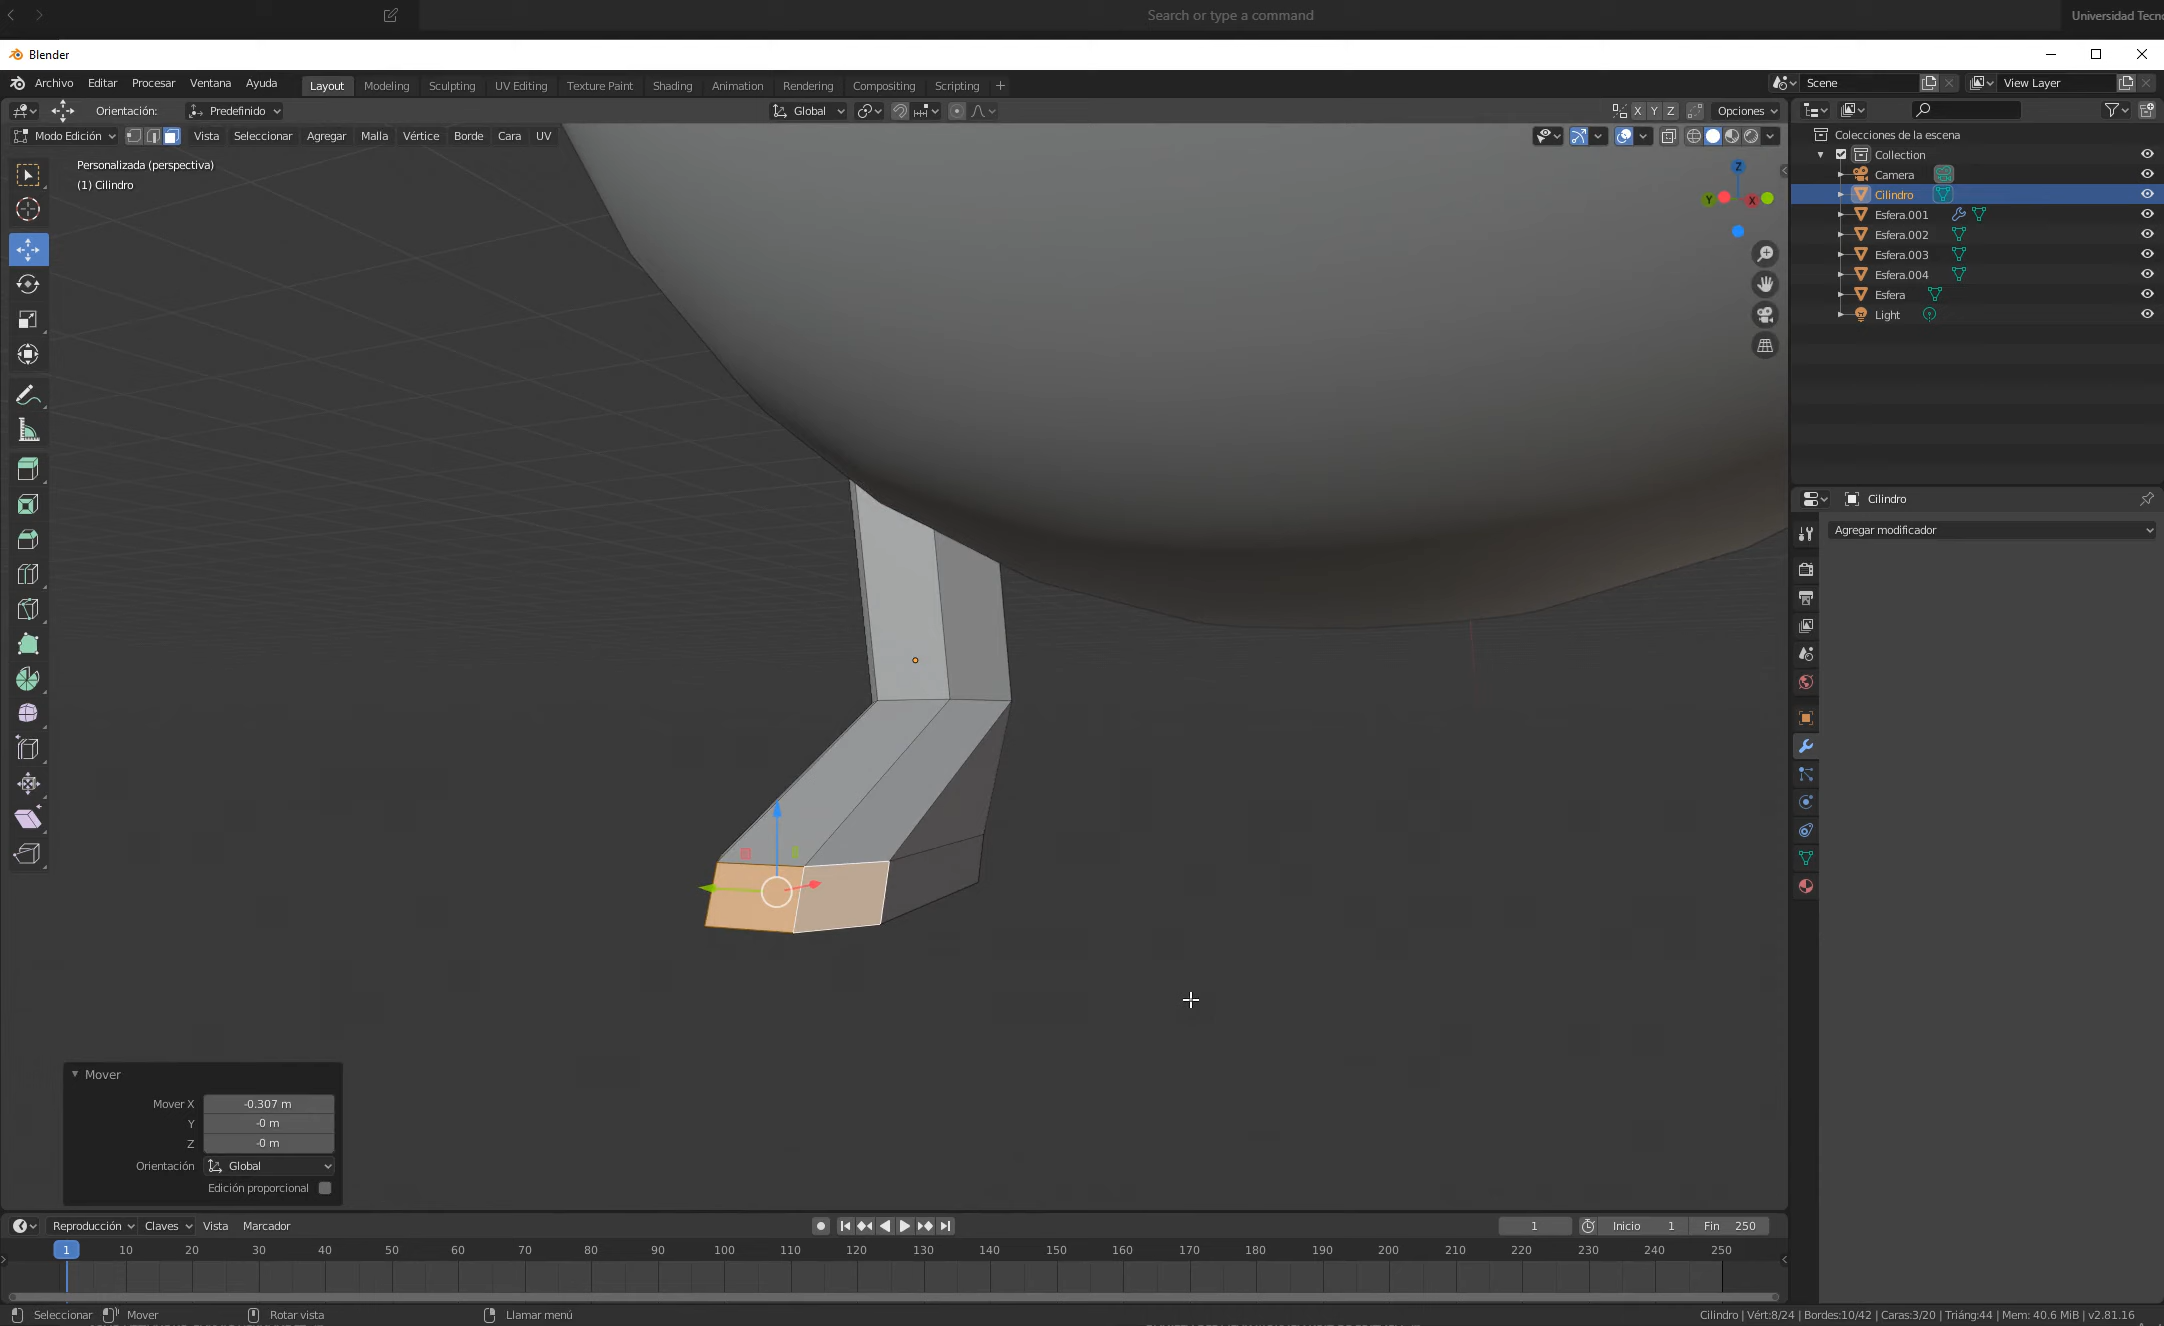 Search or type a command
Universidad Tecno
Blender
Archivo Editar Procesar Ventana Ayuda Layout Modeling Sculpting UV Editing Texture Paint Shading Animation Rendering Compositing Scripting +
Scene View Layer
Orientación: Predefinido Global X Y Z Opciones
Modo Edición Vista Seleccionar Agregar Malla Vértice Borde Cara UV
Personalizada (perspectiva)
(1) Cilindro
Z
Y X
Colecciones de la escena
Collection
Camera
Cilindro
Esfera.001
Esfera.002
Esfera.003
Esfera.004
Esfera
Light
Cilindro
Agregar modificador
Mover
Mover X -0.307 m
Y -0 m
Z -0 m
Orientación Global
Edición proporcional
Reproducción Claves Vista Marcador 1 Inicio 1 Fin 250
1 10 20 30 40 50 60 70 80 90 100 110 120 130 140 150 160 170 180 190 200 210 220 230 240 250
Seleccionar Mover Rotar vista Llamar menú Cilindro | Vért:8/24 | Bordes:10/42 | Caras:3/20 | Triáng:44 | Mem: 40.6 MiB | v2.81.16